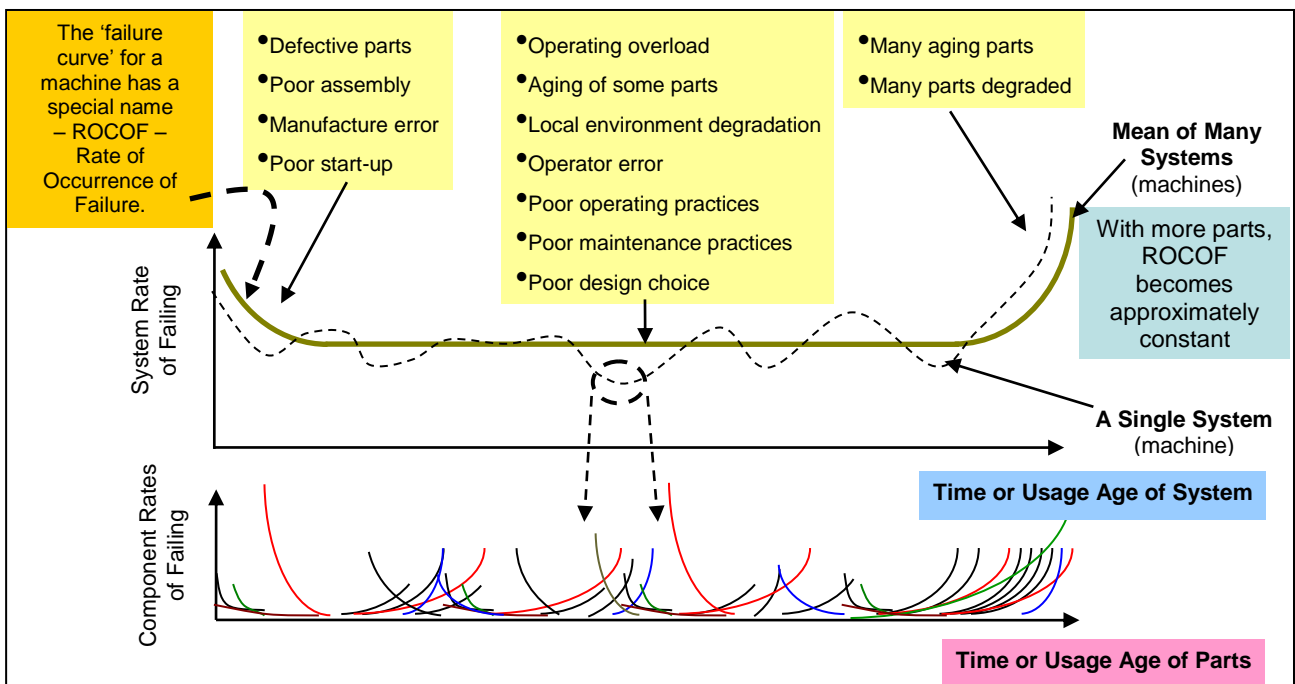 The ‘failure
curve’ for a
machine has a
special name
– ROCOF –
Rate of
Occurrence of
Failure.
•Defective parts
•Poor assembly
•Manufacture error
•Poor start-up
•Operating overload
•Aging of some parts
•Local environment degradation
•Operator error
•Poor operating practices
•Poor maintenance practices
•Poor design choice
•Many aging parts
•Many parts degraded
Mean of Many
Systems
(machines)
With more parts,
ROCOF
becomes
approximately
constant
System Rate
of Failing
A Single System
(machine)
Time or Usage Age of System
Component Rates
of Failing
Time or Usage Age of Parts